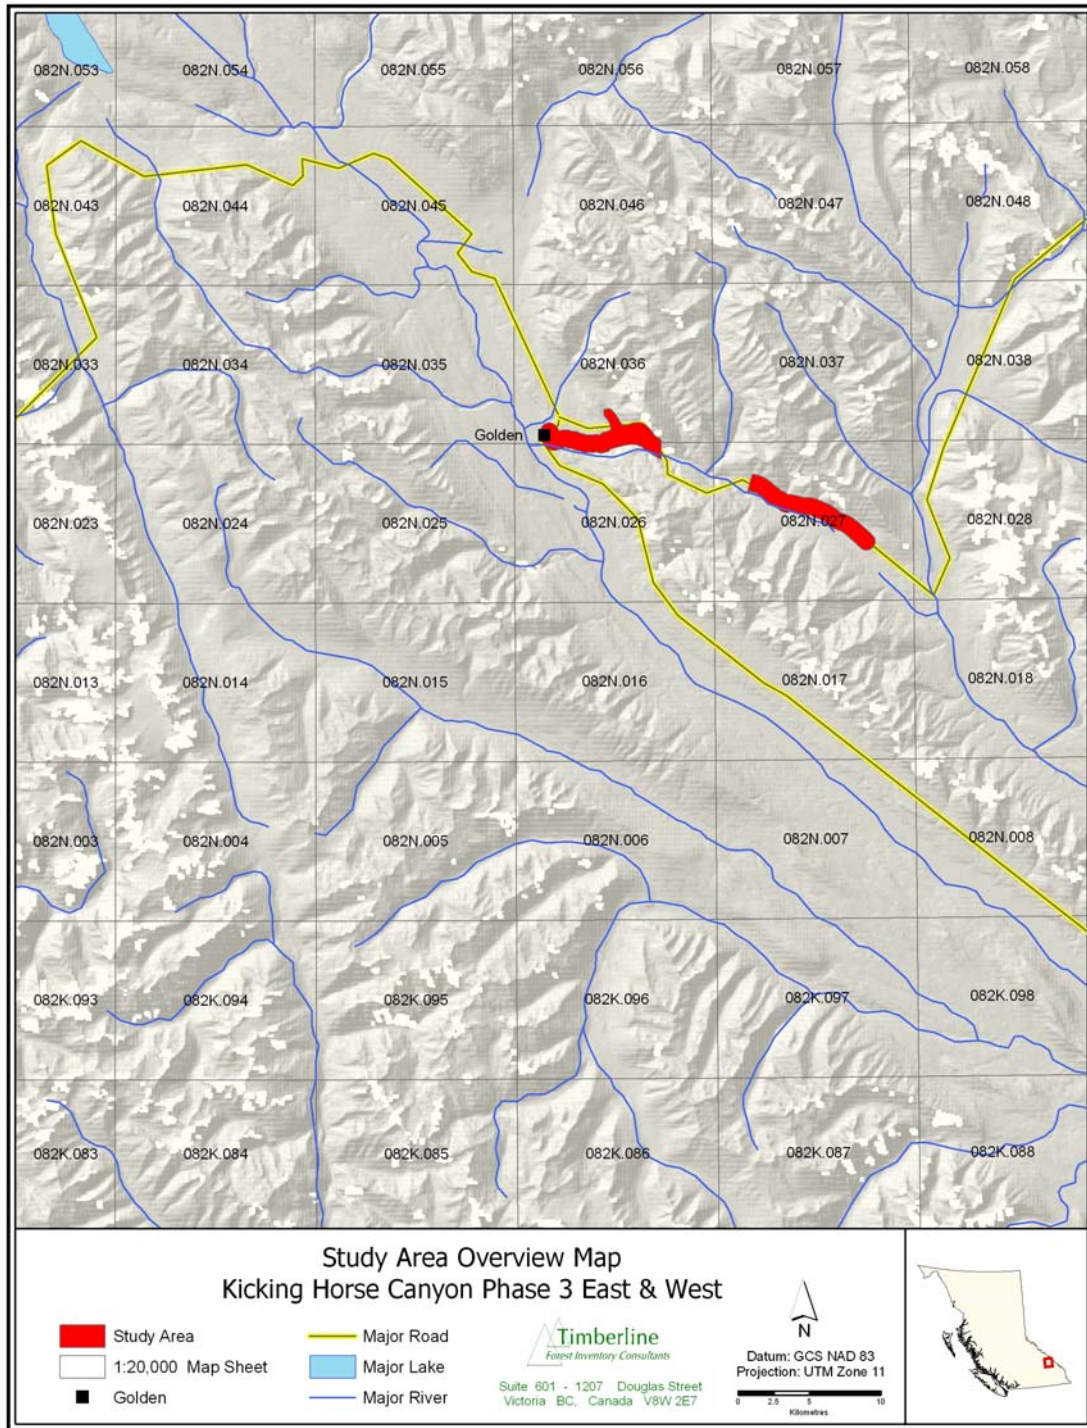 082N.053 082N.054 082N.055 082N.056 082N.057 082N.058
082N.043 082N.044 082N.045 082N.046 082N.047 082N.048
082N.033 082N.034 082N.035 082N.036 082N.037 082N.038
Golden
082N.023 082N.024 082N.025 082N.026 082N.027 082N.028
082N.013 082N.014 082N.015 082N.016 082N.017 082N.018
082N.003 082N.004 082N.005 082N.006 082N.007 082N.008
082K.093 082K.094 082K.095 082K.096 082K.097 082K.098
082K.083 082K.084 082K.085 082K.086 082K.087 082K.088
Study Area Overview Map
Kicking Horse Canyon Phase 3 East & West
Study Area
1:20,000 Map Sheet
Golden
Major Road
Major Lake
Major River
Timberline
Forest Inventory Consultants
Suite 601 - 1207 Douglas Street
Victoria BC, Canada V8W 2E7
N
Datum: GCS NAD 83
Projection: UTM Zone 11
0 2.5 5 10
Kilometres